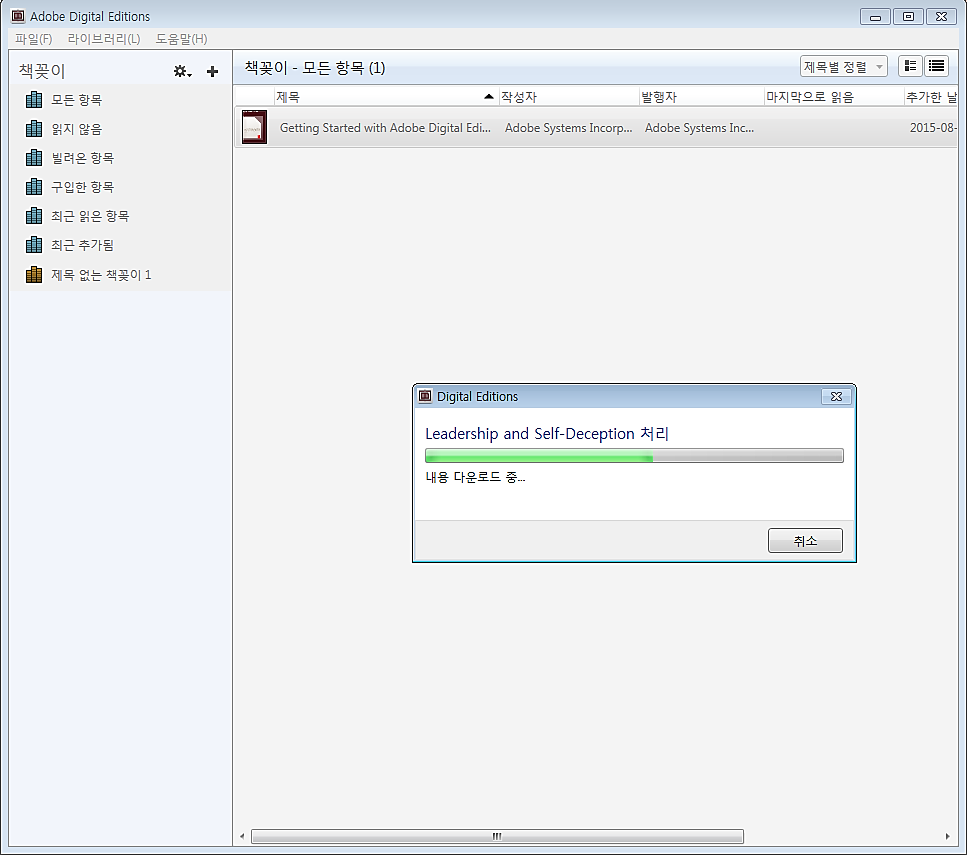 Adobe Digital Editions
파일(F) 라이브러리(L) 도움말(H)
책꽂이
책꽂이 - 모든 항목 (1)
제목별 정렬
모든 항목
읽지 않음
빌려온 항목
구입한 항목
최근 읽은 항목
최근 추가됨
제목 없는 책꽂이 1
제목 작성자 발행자 마지막으로 읽음 추가한 날
Getting Started with Adobe Digital Edi... Adobe Systems Incorp... Adobe Systems Inc... 2015-08-
Digital Editions
Leadership and Self-Deception 처리
내용 다운로드 중...
취소